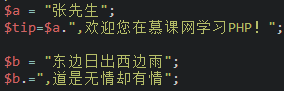 $a = "张先生";
$tip=$a.",欢迎您在慕课网学习PHP！";
$b = "东边日出西边雨";
$b.=",道是无情却有情";